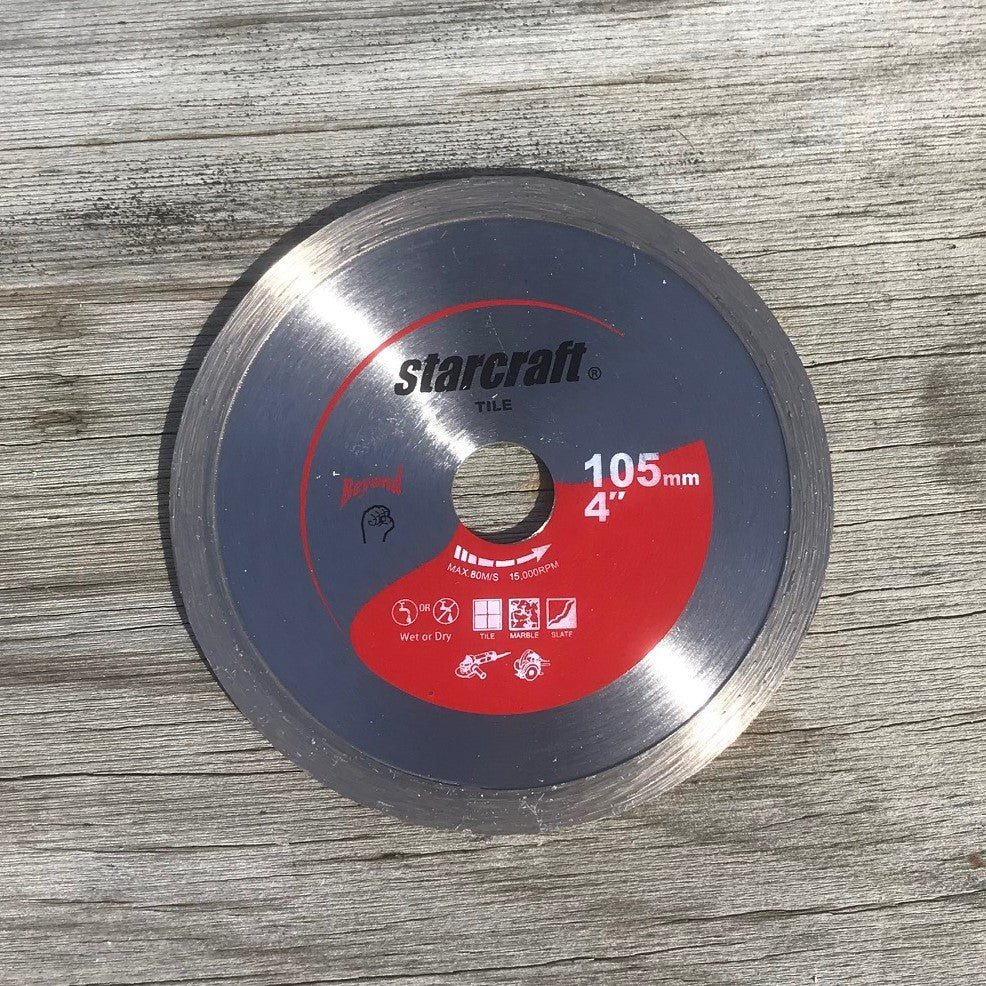 starcraft ®
TILE
105mm
4"
Beyond
MAX.80M/S 15.000RPM
OR
Wet or Dry
TILE MARBLE SLATE